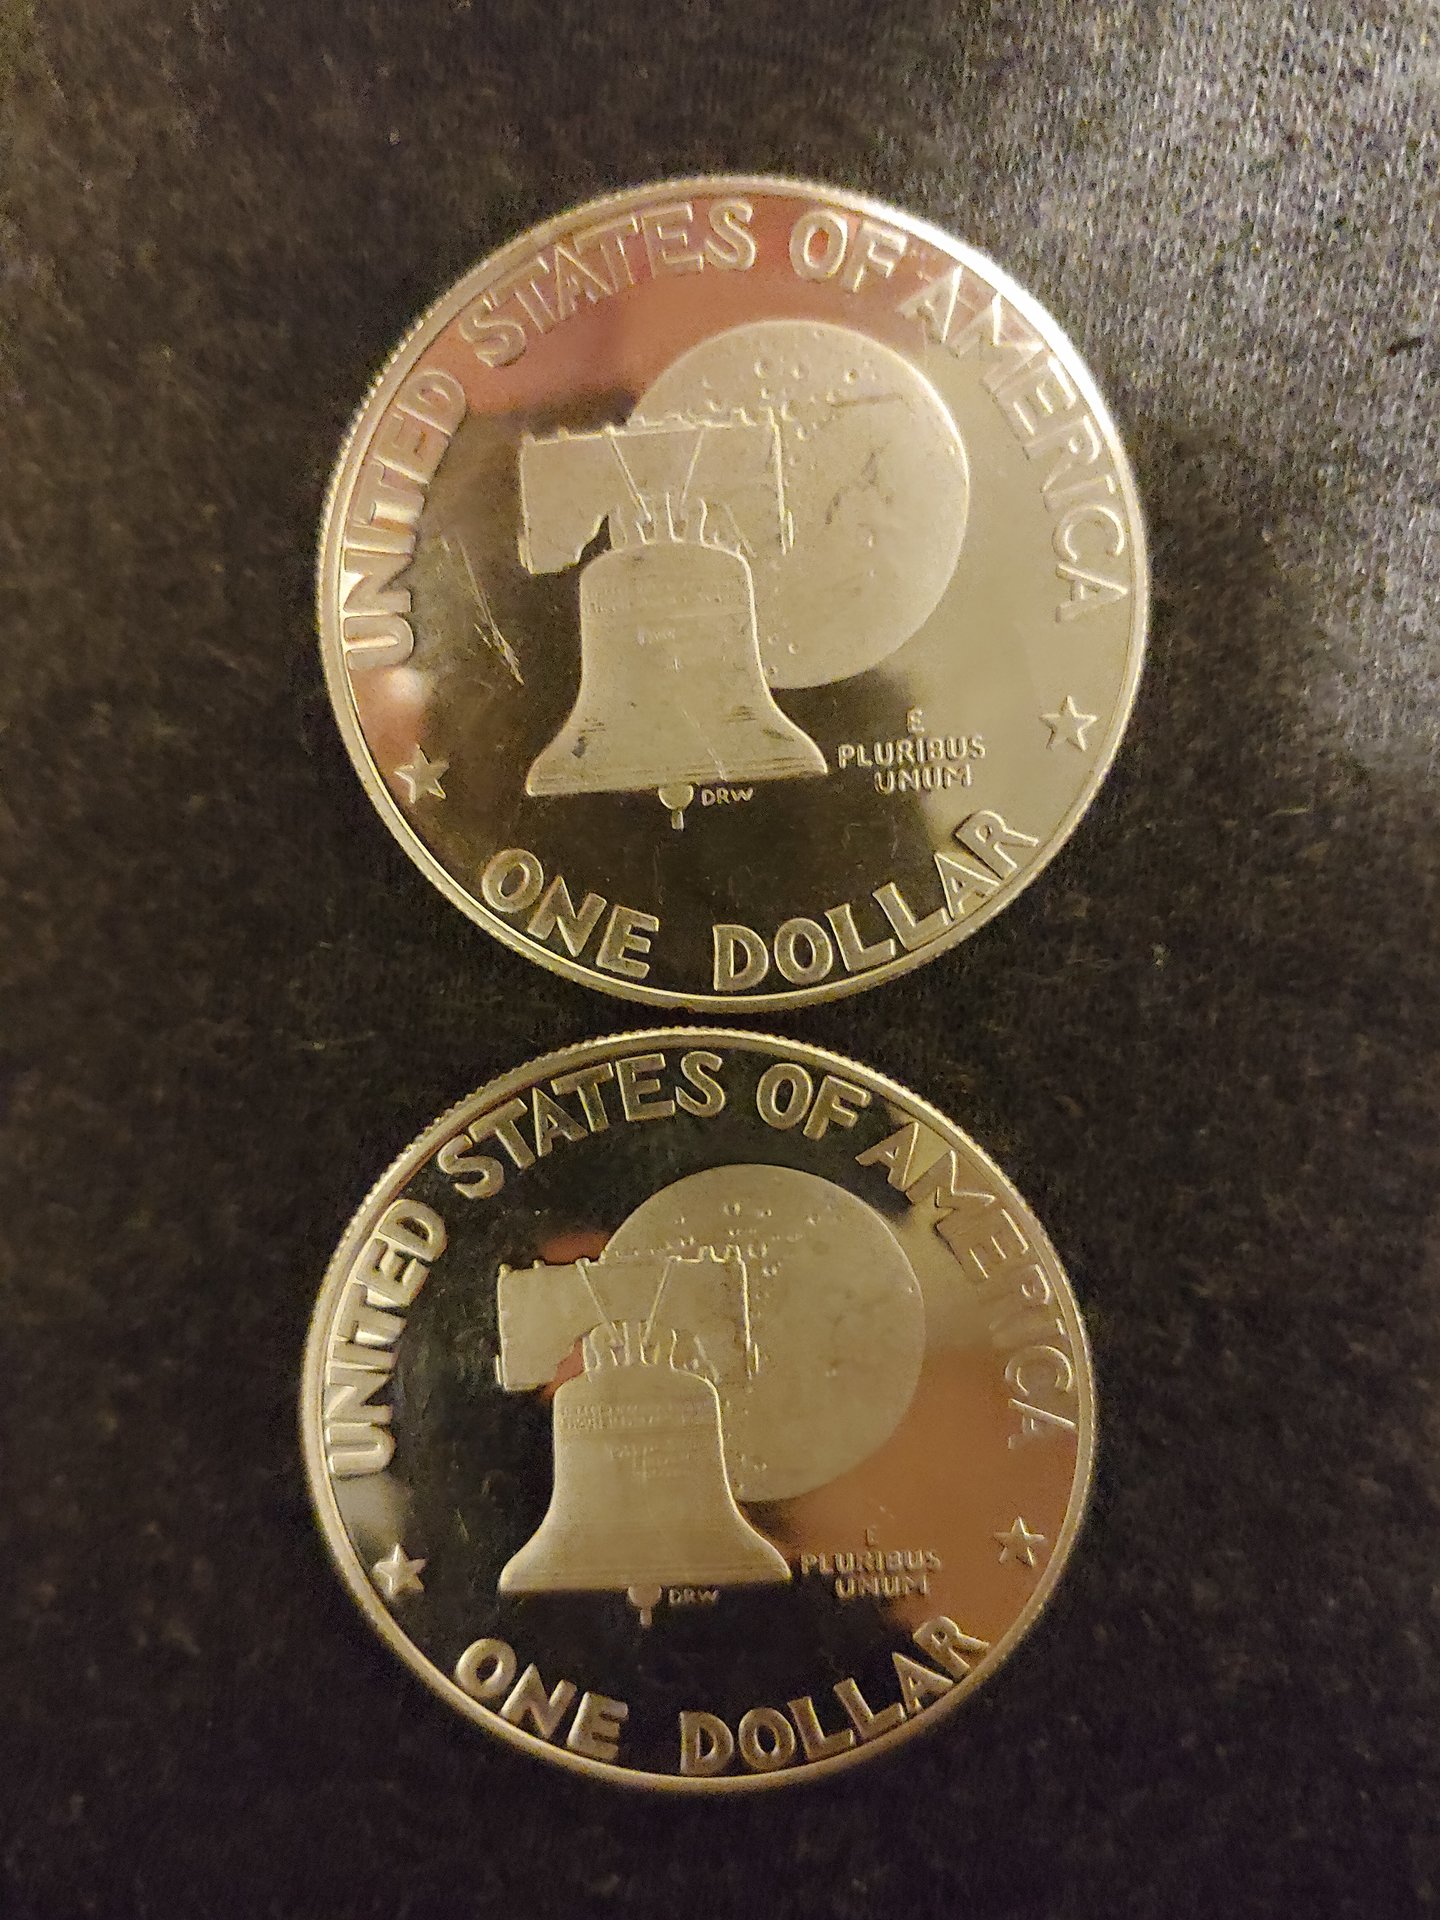 UNITED STATES OF AMERICA
E
PLURIBUS
UNUM
DRW
ONE DOLLAR
UNITED STATES OF AMERICA
E
PLURIBUS
UNUM
DRW
ONE DOLLAR